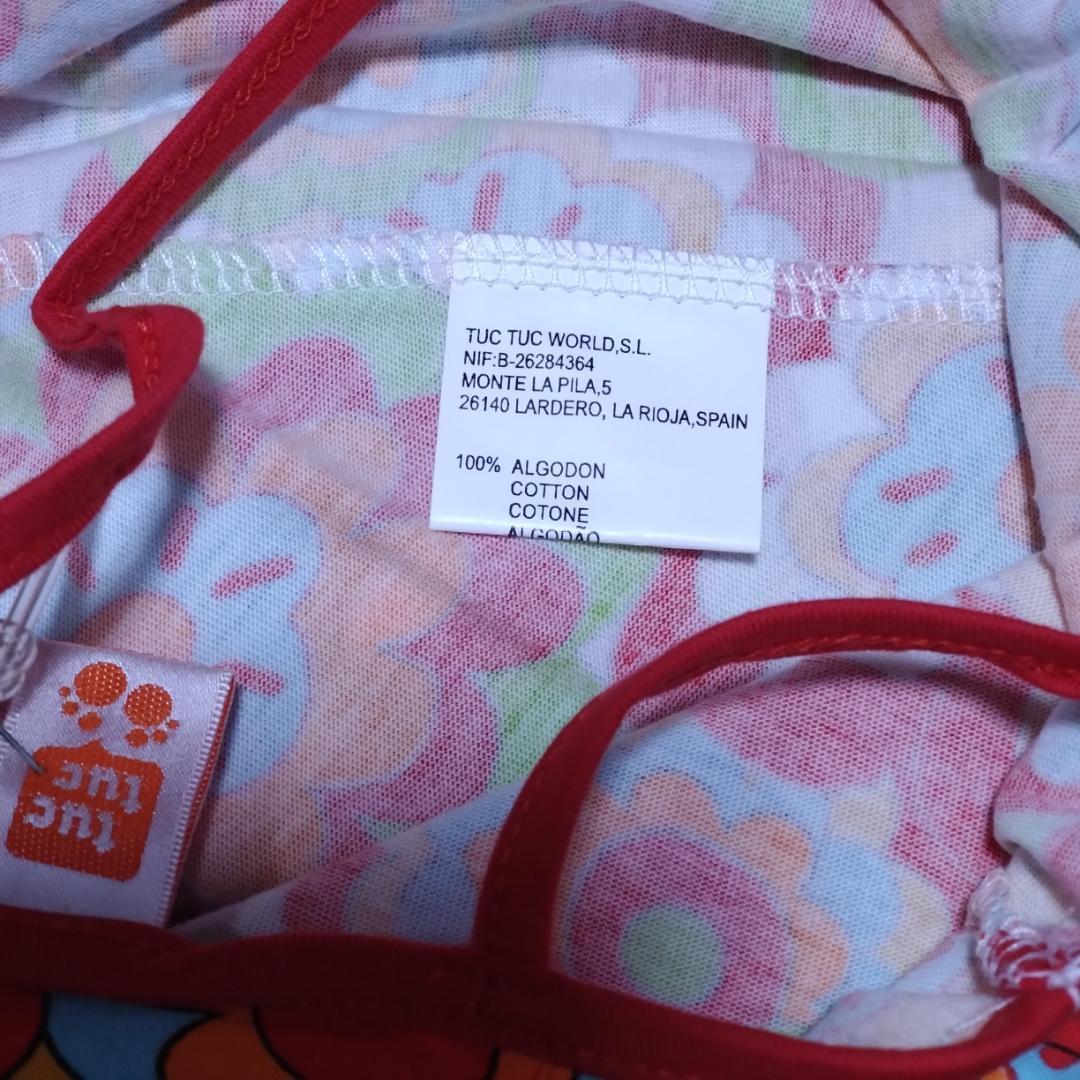 TUC TUC WORLD,S.L.
NIF:B-26284364
MONTE LA PILA,5
26140 LARDERO, LA RIOJA,SPAIN
100% ALGODON
COTTON
COTONE
ALGODÃO
tuc
tuc